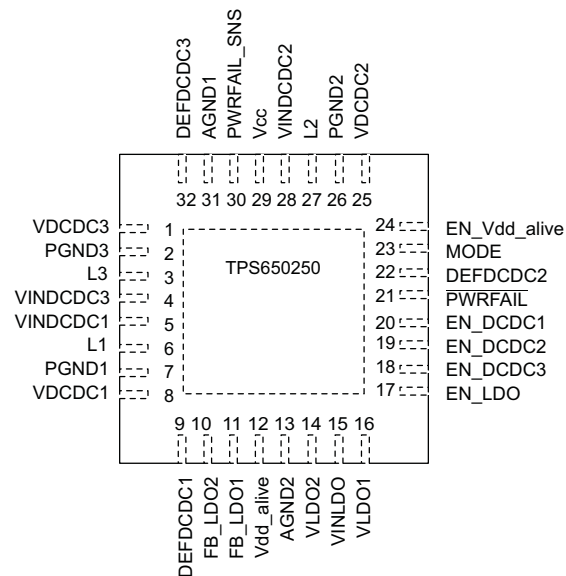 DEFDCDC3
AGND1
PWRFAIL_SNS
Vcc
VINDCDC2
L2
PGND2
VDCDC2
32 31 30 29 28 27 26 25
VDCDC3 1
PGND3 2
L3 3
VINDCDC3 4
VINDCDC1 5
L1 6
PGND1 7
VDCDC1 8
TPS650250
24 EN_Vdd_alive
23 MODE
22 DEFDCDC2
21 PWRFAIL
20 EN_DCDC1
19 EN_DCDC2
18 EN_DCDC3
17 EN_LDO
9 10 11 12 13 14 15 16
DEFDCDC1
FB_LDO2
FB_LDO1
Vdd_alive
AGND2
VLDO2
VINLDO
VLDO1